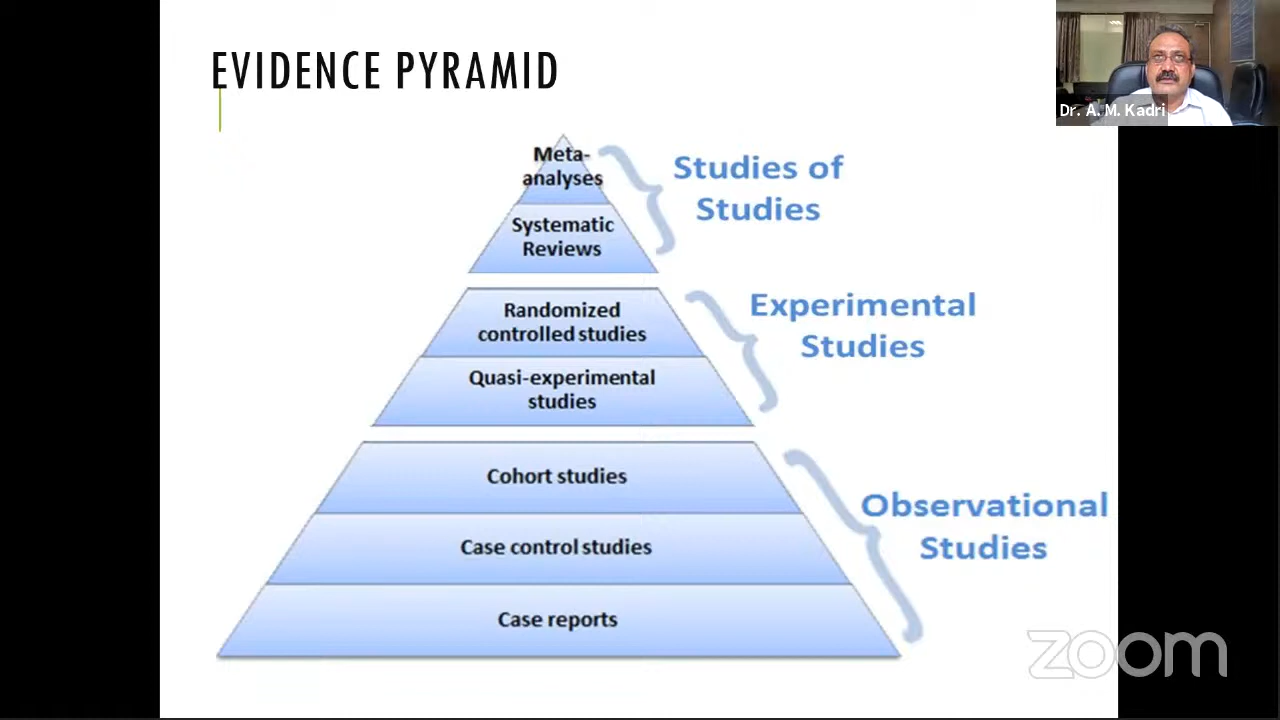 EVIDENCE PYRAMID
Dr. A. M. Kadri
Meta-
analyses
Studies of
Studies
Systematic
Reviews
Randomized
controlled studies
Experimental
Studies
Quasi-experimental
studies
Cohort studies
Case control studies
Case reports
Observational
Studies
zoom